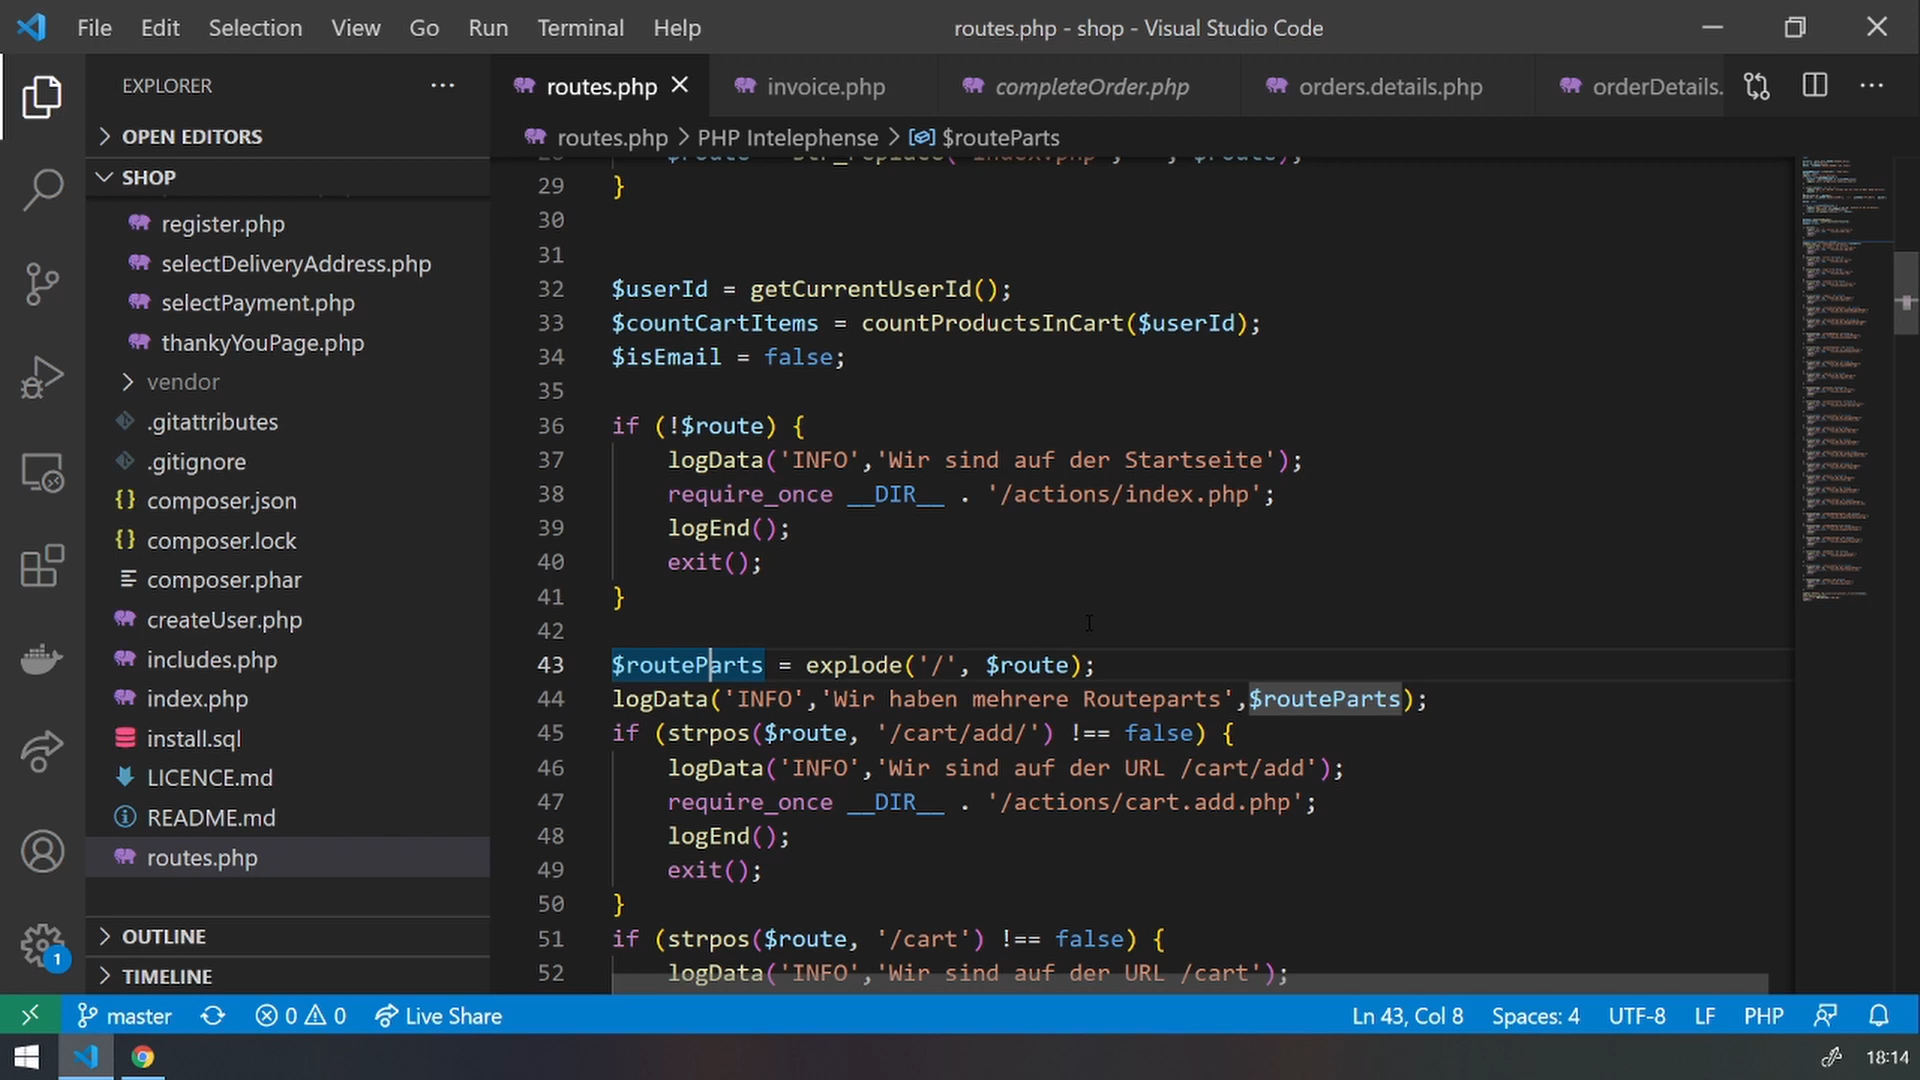 File Edit Selection View Go Run Terminal Help
routes.php - shop - Visual Studio Code
EXPLORER
routes.php
invoice.php
completeOrder.php
orders.details.php
orderDetails.
OPEN EDITORS
routes.php > PHP Intelephense > $routeParts
SHOP
register.php
selectDeliveryAddress.php
selectPayment.php
thankyYouPage.php
vendor
.gitattributes
.gitignore
composer.json
composer.lock
composer.phar
createUser.php
includes.php
index.php
install.sql
LICENCE.md
README.md
routes.php
OUTLINE
TIMELINE
28 $route = str_replace('index.php', '', $route);
29 }
30
31
32 $userId = getCurrentUserId();
33 $countCartItems = countProductsInCart($userId);
34 $isEmail = false;
35
36 if (!$route) {
37 logData('INFO','Wir sind auf der Startseite');
38 require_once __DIR__ . '/actions/index.php';
39 logEnd();
40 exit();
41 }
42
43 $routeParts = explode('/', $route);
44 logData('INFO','Wir haben mehrere Routeparts',$routeParts);
45 if (strpos($route, '/cart/add/') !== false) {
46 logData('INFO','Wir sind auf der URL /cart/add');
47 require_once __DIR__ . '/actions/cart.add.php';
48 logEnd();
49 exit();
50 }
51 if (strpos($route, '/cart') !== false) {
52 logData('INFO','Wir sind auf der URL /cart');
1
master 0 0 Live Share
Ln 43, Col 8 Spaces: 4 UTF-8 LF PHP
18:14